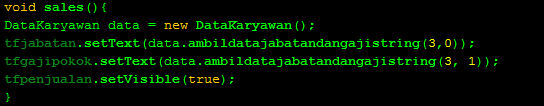 void sales(){
DataKaryawan data = new DataKaryawan();
tfjabatan.setText(data.ambildatajabatandangajistring(3,0));
tfgajipokok.setText(data.ambildatajabatandangajistring(3, 1));
tfpenjualan.setVisible(true);
}